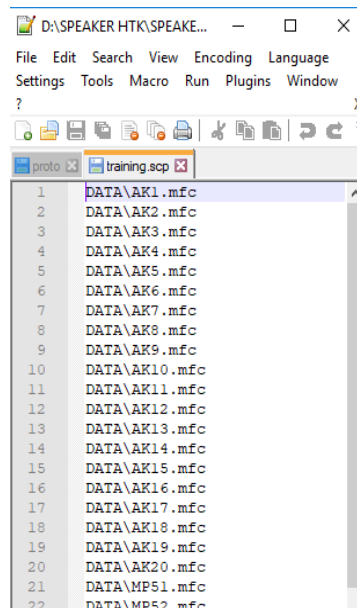 D:\SPEAKER HTK\SPEAKE...
File Edit Search View Encoding Language
Settings Tools Macro Run Plugins Window
?
proto training.scp
1 DATA\AK1.mfc
2 DATA\AK2.mfc
3 DATA\AK3.mfc
4 DATA\AK4.mfc
5 DATA\AK5.mfc
6 DATA\AK6.mfc
7 DATA\AK7.mfc
8 DATA\AK8.mfc
9 DATA\AK9.mfc
10 DATA\AK10.mfc
11 DATA\AK11.mfc
12 DATA\AK12.mfc
13 DATA\AK13.mfc
14 DATA\AK14.mfc
15 DATA\AK15.mfc
16 DATA\AK16.mfc
17 DATA\AK17.mfc
18 DATA\AK18.mfc
19 DATA\AK19.mfc
20 DATA\AK20.mfc
21 DATA\MP51.mfc
22 DATA\MP52.mfc